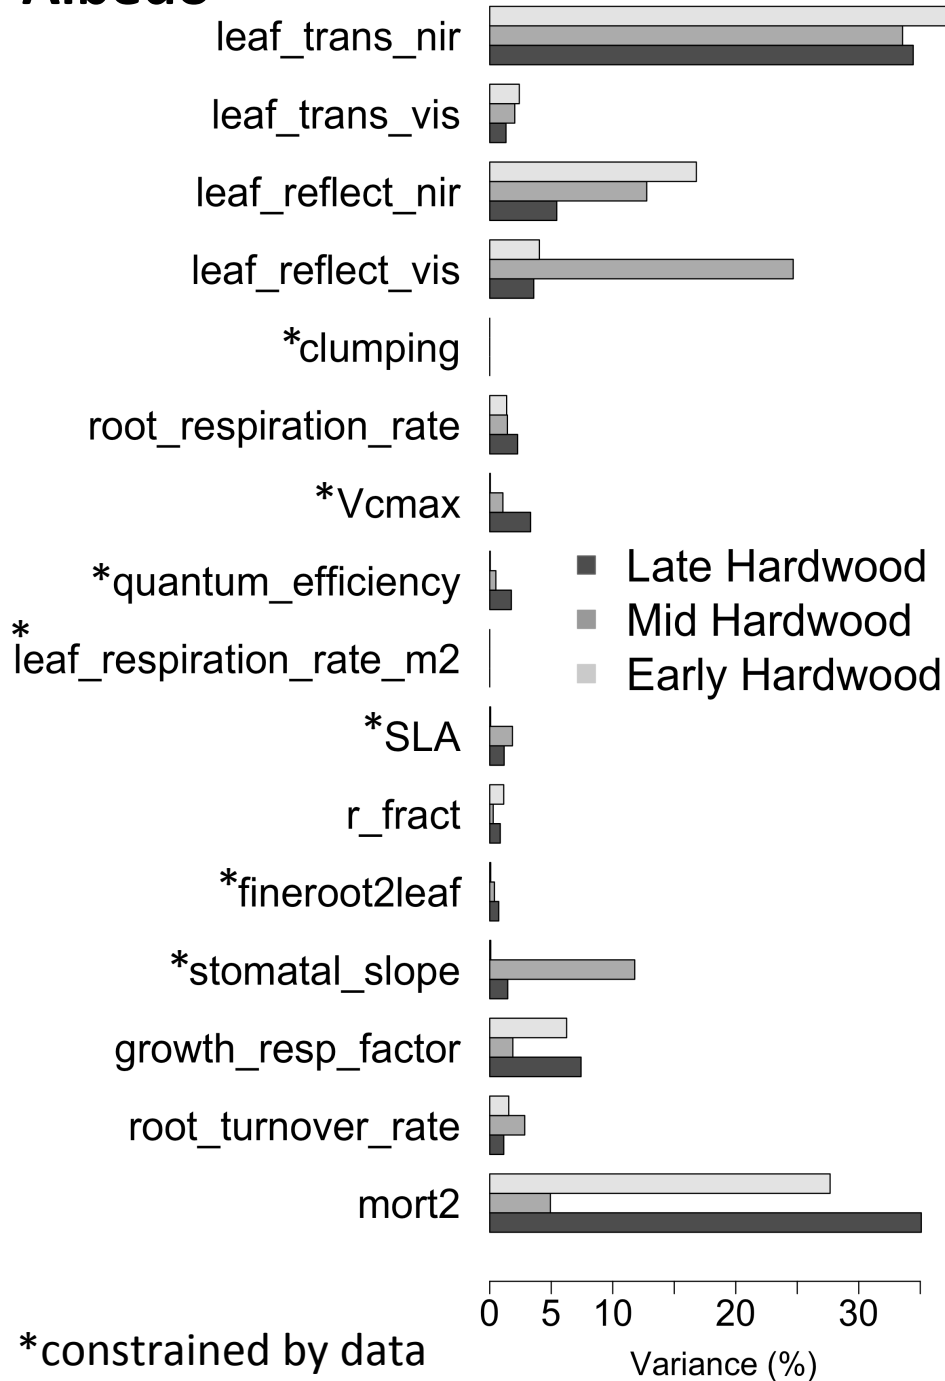 leaf_trans_nir
leaf_trans_vis
leaf_reflect_nir
leaf_reflect_vis
*clumping
root_respiration_rate
*Vcmax
*quantum_efficiency
*leaf_respiration_rate_m2
*SLA
r_fract
*fineroot2leaf
*stomatal_slope
growth_resp_factor
root_turnover_rate
mort2
Late Hardwood
Mid Hardwood
Early Hardwood
0 5 10 20 30
Variance (%)
*constrained by data